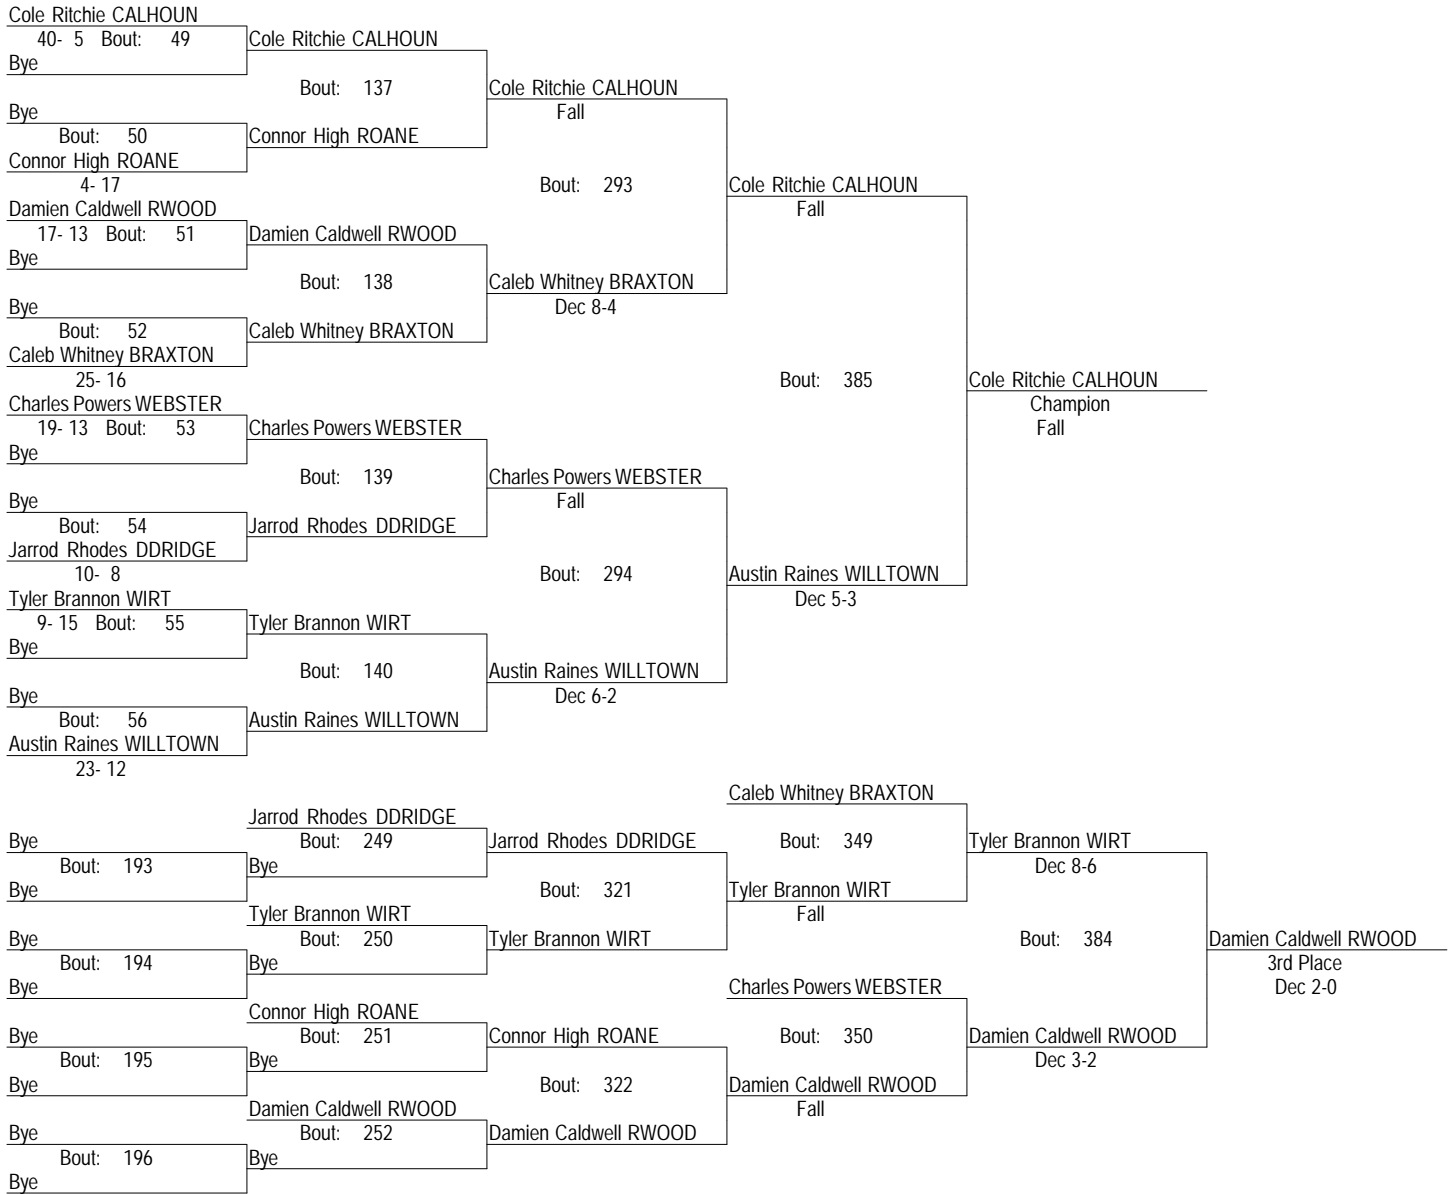 Cole Ritchie CALHOUN
40- 5 Bout: 49 Cole Ritchie CALHOUN
Bye
Bout: 137 Cole Ritchie CALHOUN
Bye Fall
Bout: 50 Connor High ROANE
Connor High ROANE
4- 17 Bout: 293 Cole Ritchie CALHOUN
Damien Caldwell RWOOD Fall
17- 13 Bout: 51 Damien Caldwell RWOOD
Bye
Bout: 138 Caleb Whitney BRAXTON
Bye Dec 8-4
Bout: 52 Caleb Whitney BRAXTON
Caleb Whitney BRAXTON
25- 16 Bout: 385 Cole Ritchie CALHOUN
Charles Powers WEBSTER Champion
19- 13 Bout: 53 Charles Powers WEBSTER Fall
Bye
Bout: 139 Charles Powers WEBSTER
Bye Fall
Bout: 54 Jarrod Rhodes DDRIDGE
Jarrod Rhodes DDRIDGE
10- 8 Bout: 294 Austin Raines WILLTOWN
Tyler Brannon WIRT Dec 5-3
9- 15 Bout: 55 Tyler Brannon WIRT
Bye
Bout: 140 Austin Raines WILLTOWN
Bye Dec 6-2
Bout: 56 Austin Raines WILLTOWN
Austin Raines WILLTOWN
23- 12
Caleb Whitney BRAXTON
Jarrod Rhodes DDRIDGE
Bye Bout: 249 Jarrod Rhodes DDRIDGE Bout: 349 Tyler Brannon WIRT
Bout: 193 Bye Dec 8-6
Bye Bout: 321 Tyler Brannon WIRT
Tyler Brannon WIRT Fall
Bye Bout: 250 Tyler Brannon WIRT Bout: 384 Damien Caldwell RWOOD
Bout: 194 Bye 3rd Place
Bye Charles Powers WEBSTER Dec 2-0
Connor High ROANE
Bye Bout: 251 Connor High ROANE Bout: 350 Damien Caldwell RWOOD
Bout: 195 Bye Dec 3-2
Bye Bout: 322 Damien Caldwell RWOOD
Damien Caldwell RWOOD Fall
Bye Bout: 252 Damien Caldwell RWOOD
Bout: 196 Bye
Bye